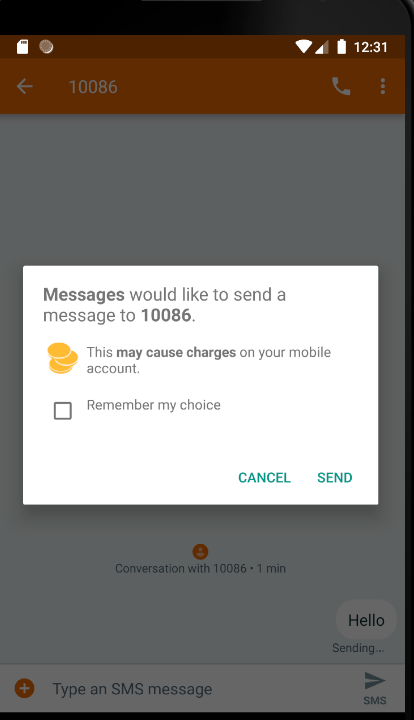 12:31
10086
Messages would like to send a
message to 10086.
This may cause charges on your mobile
account.
Remember my choice
CANCEL SEND
Conversation with 10086 • 1 min
Hello
Sending...
Type an SMS message
SMS